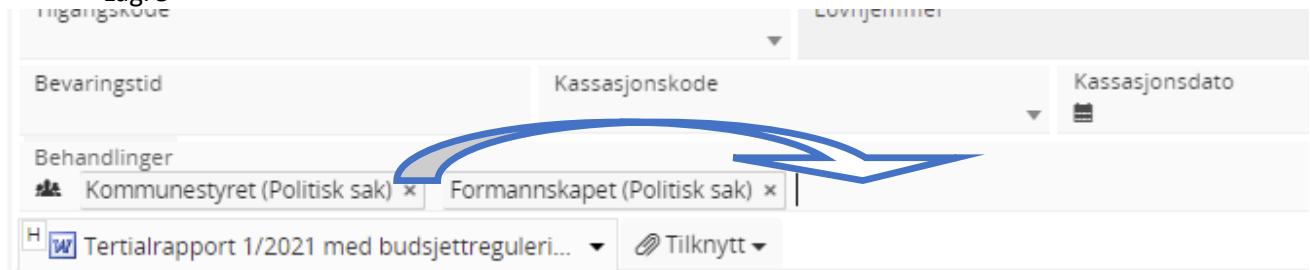 Tilgangskode Lovhjemmel
Bevaringstid Kassasjonskode Kassasjonsdato
Behandlinger
Kommunestyret (Politisk sak) × Formannskapet (Politisk sak) ×
H Tertialrapport 1/2021 med budsjettreguleri... Tilknytt